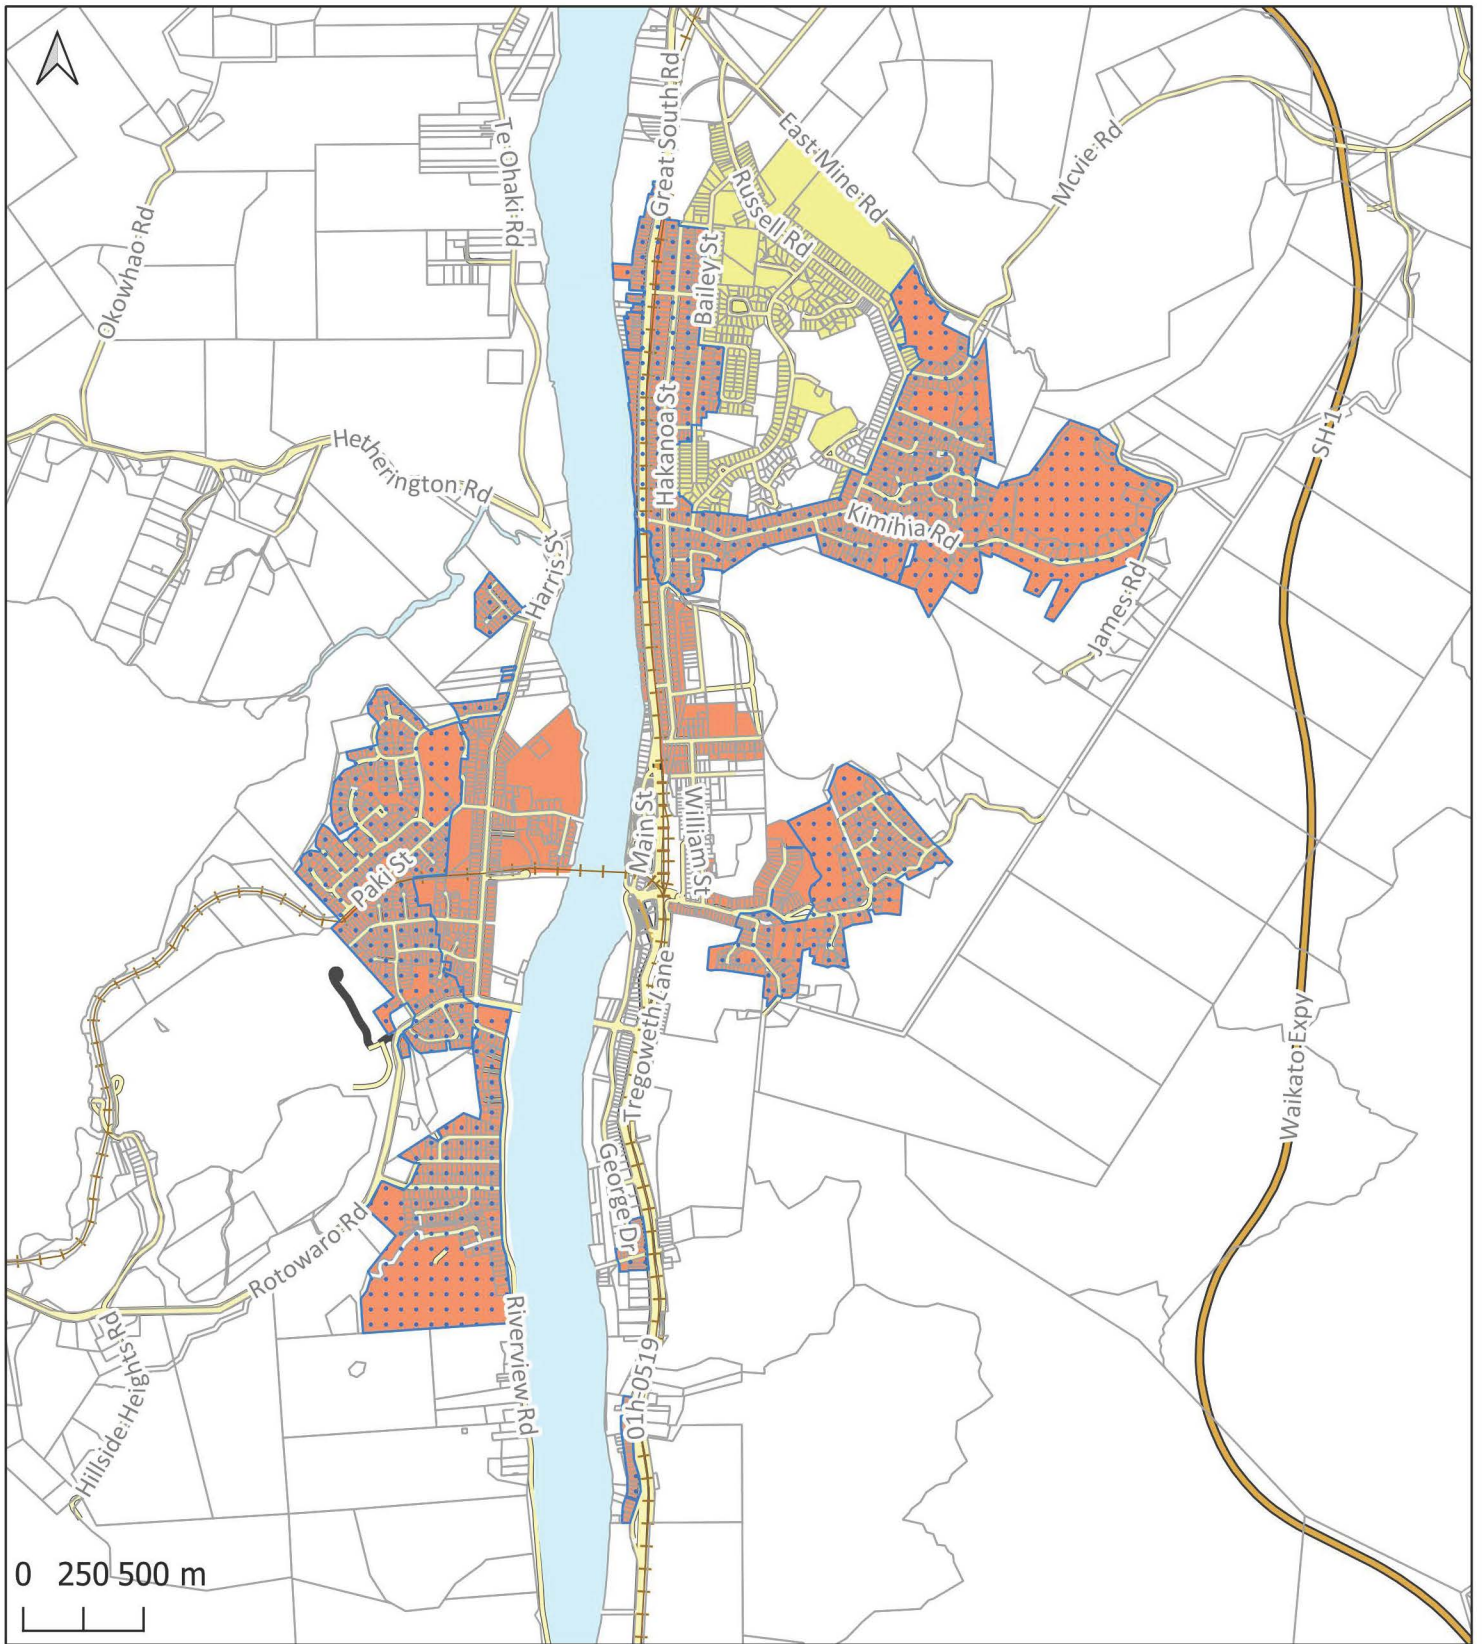 Great South Rd
East Mine Rd
Mcvie Rd
Te Ohaki Rd
Russell Rd
Okowhao Rd
Bailey St
Hakanoa St
SH 1
Hetherington Rd
Kimihia Rd
Harris St
James Rd
Main St
William St
Paki St
Tregoweth Lane
Waikato Expy
George Dr
Rotowaro Rd
Hillside Heights Rd
Riverview Rd
01h-0519
0 250 500 m